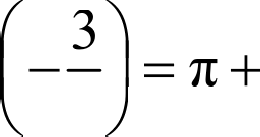 (−3/ ) = π +